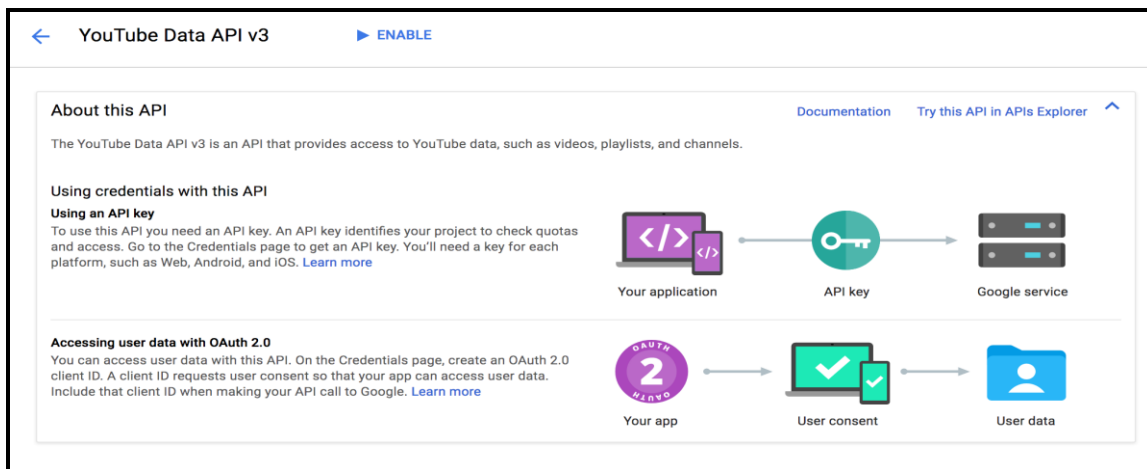 YouTube Data API v3
ENABLE
About this API
Documentation
Try this API in APIs Explorer
The YouTube Data API v3 is an API that provides access to YouTube data, such as videos, playlists, and channels.
Using credentials with this API
Using an API key
To use this API you need an API key. An API key identifies your project to check quotas
and access. Go to the Credentials page to get an API key. You'll need a key for each
platform, such as Web, Android, and iOS. Learn more
</>
</>
Your application
API key
Google service
Accessing user data with OAuth 2.0
You can access user data with this API. On the Credentials page, create an OAuth 2.0
client ID. A client ID requests user consent so that your app can access user data.
Include that client ID when making your API call to Google. Learn more
OAUTH
2
OAUTH
Your app
User consent
User data